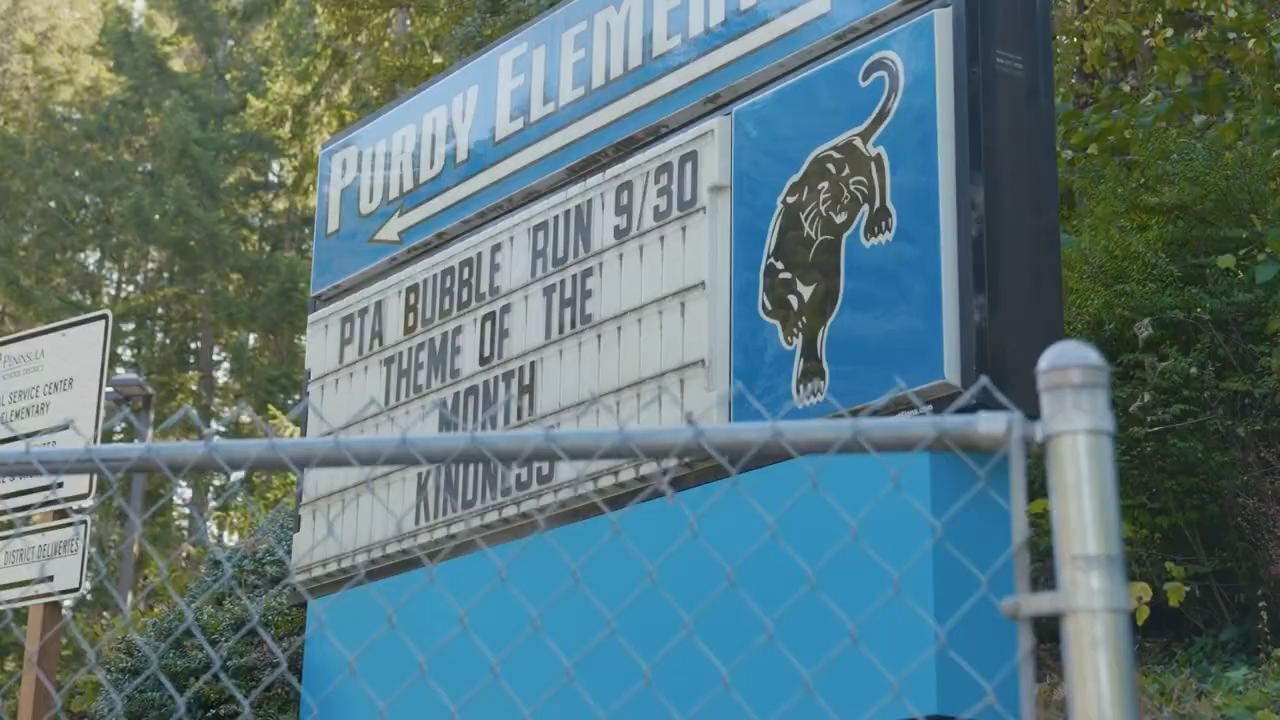 PURDY ELEMENT
PTA BUBBLE RUN 9/30
THEME OF THE
MONTH
KINDNESS
PENINSULA
SCHOOL DISTRICT
L SERVICE CENTER
ELEMENTARY
DISTRICT DELIVERIES